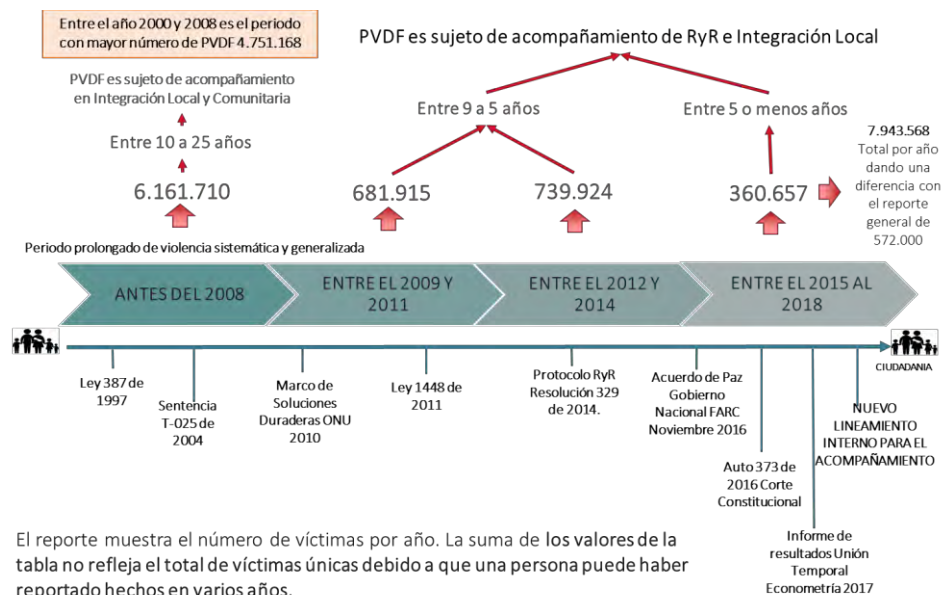 Entre el año 2000 y 2008 es el periodo
con mayor número de PVDF 4.751.168
PVDF es sujeto de acompañamiento de RyR e Integración Local
PVDF es sujeto de acompañamiento
en Integración Local y Comunitaria
Entre 10 a 25 años
Entre 9 a 5 años
Entre 5 o menos años
6.161.710
681.915
739.924
360.657
7.943.568
Total por año
dando una
diferencia con
el reporte
general de
572.000
Periodo prolongado de violencia sistemática y generalizada
ANTES DEL 2008
ENTRE EL 2009 Y
2011
ENTRE EL 2012 Y
2014
ENTRE EL 2015 AL
2018
CIUDADANIA
Ley 387 de
1997
Sentencia
T-025 de
2004
Marco de
Soluciones
Duraderas ONU
2010
Ley 1448 de
2011
Protocolo RyR
Resolución 329
de 2014.
Acuerdo de Paz
Gobierno
Nacional FARC
Noviembre 2016
Auto 373 de
2016 Corte
Constitucional
Informe de
resultados Unión
Temporal
Econometría 2017
NUEVO
LINEAMIENTO
INTERNO PARA EL
ACOMPAÑAMIENTO
El reporte muestra el número de víctimas por año. La suma de los valores de la
tabla no refleja el total de víctimas únicas debido a que una persona puede haber
reportado hechos en varios años.